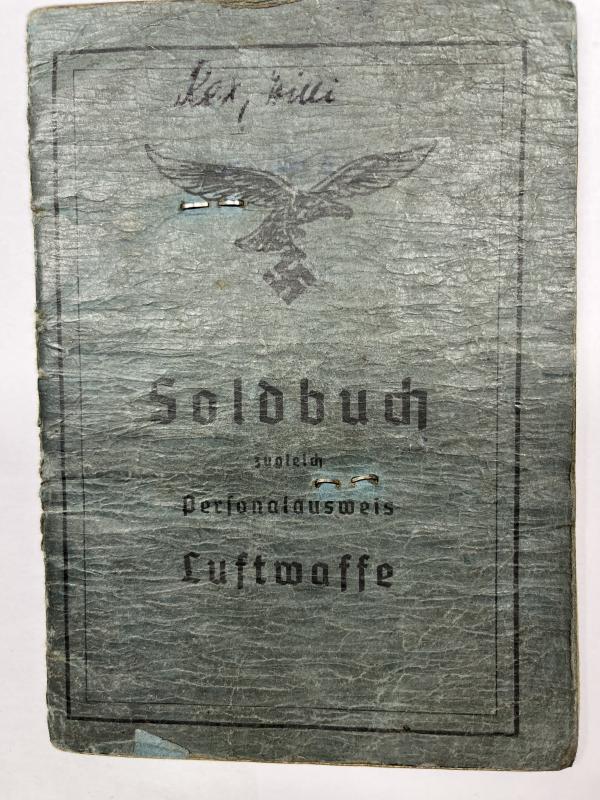 Willi
Soldbuch
zugleich
Personalausweis
Luftwaffe